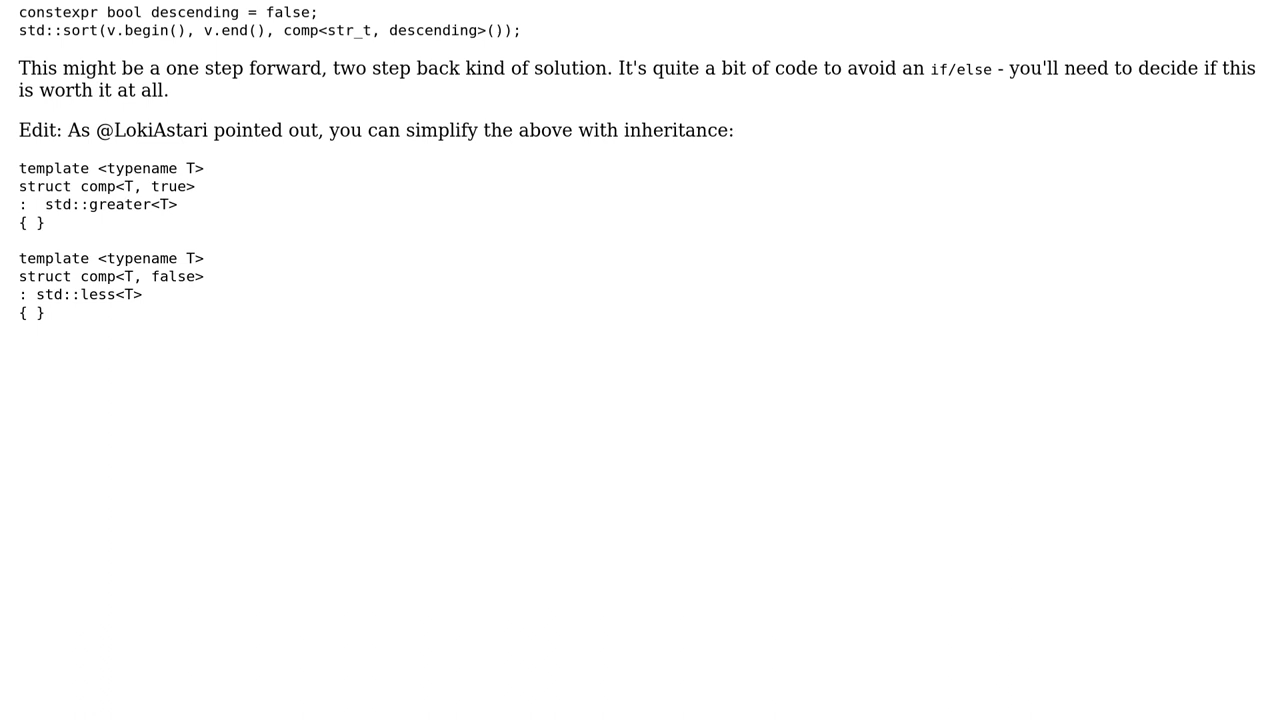 constexpr bool descending = false;
std::sort(v.begin(), v.end(), comp<str_t, descending>());
This might be a one step forward, two step back kind of solution. It's quite a bit of code to avoid an if/else - you'll need to decide if this
is worth it at all.
Edit: As @LokiAstari pointed out, you can simplify the above with inheritance:
template <typename T>
struct comp<T, true>
:  std::greater<T>
{ }
template <typename T>
struct comp<T, false>
: std::less<T>
{ }